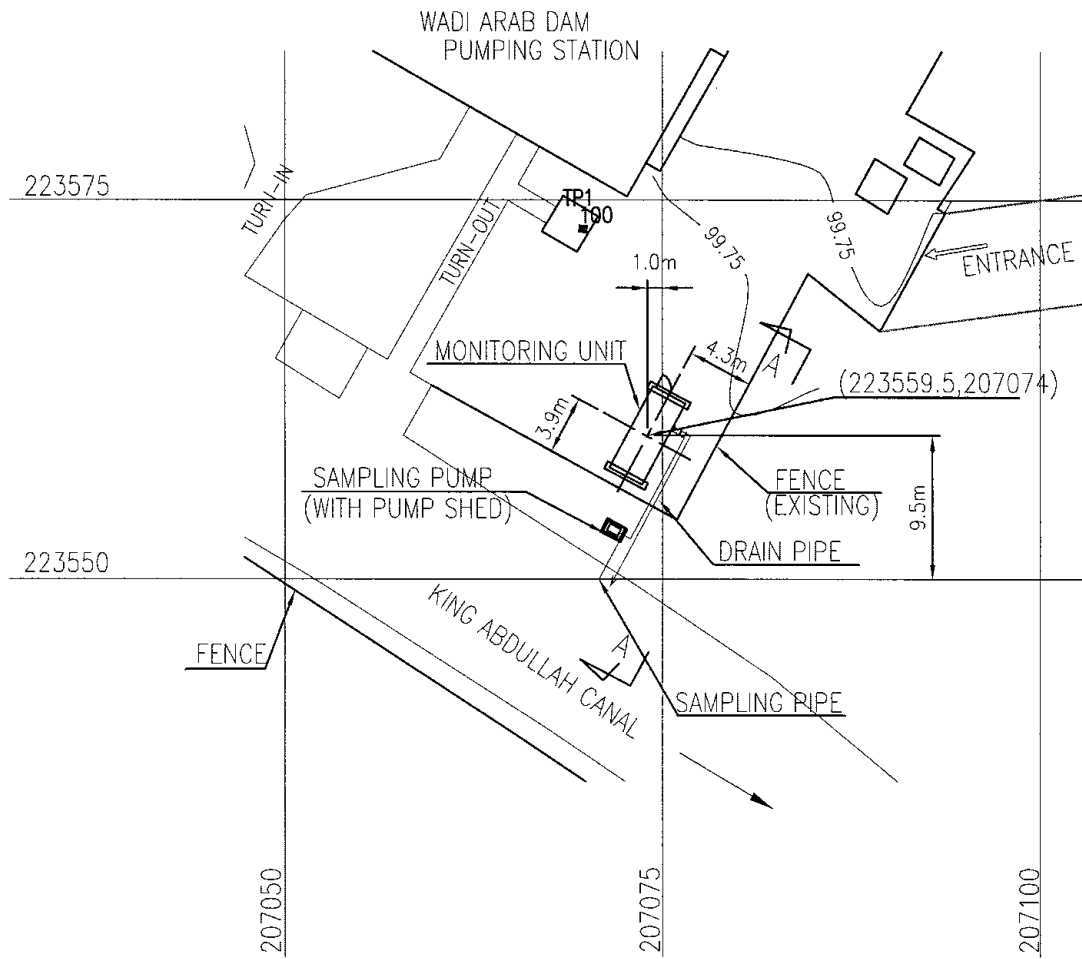 WADI ARAB DAM
PUMPING STATION
223575
TURN-IN
TURN-OUT
TP1
100
99.75
99.75
1.0m
ENTRANCE
MONITORING UNIT
4.3m
A
(223559.5,207074)
3.9m
SAMPLING PUMP
(WITH PUMP SHED)
FENCE
(EXISTING)
9.5m
DRAIN PIPE
223550
KING ABDULLAH CANAL
A
FENCE
SAMPLING PIPE
207050
207075
207100